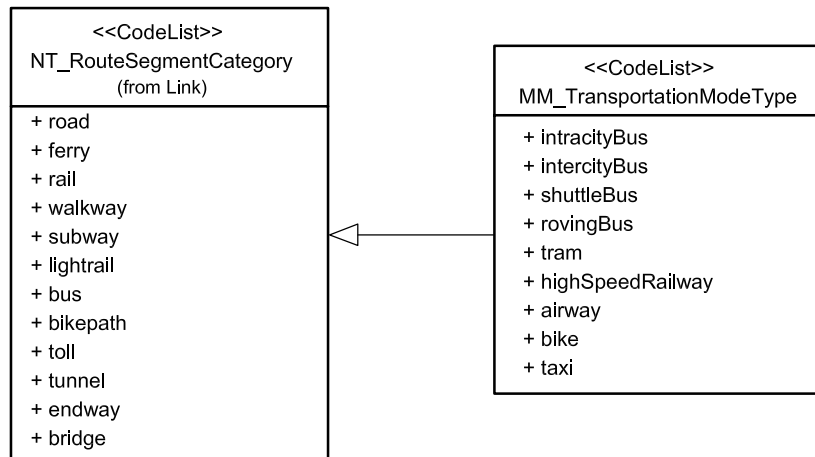 <<CodeList>>
NT_RouteSegmentCategory
(from Link)
+ road
+ ferry
+ rail
+ walkway
+ subway
+ lightrail
+ bus
+ bikepath
+ toll
+ tunnel
+ endway
+ bridge
<<CodeList>>
MM_TransportationModeType
+ intracityBus
+ intercityBus
+ shuttleBus
+ rovingBus
+ tram
+ highSpeedRailway
+ airway
+ bike
+ taxi